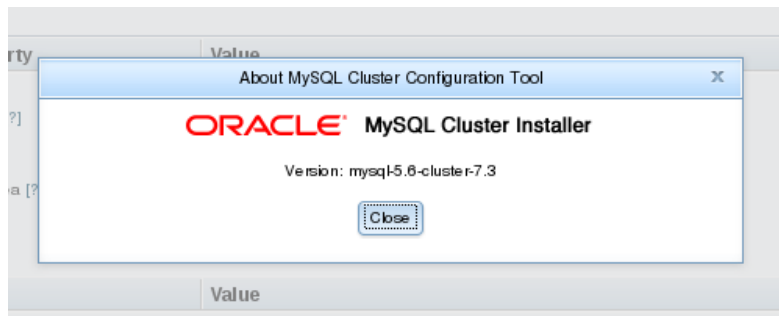 rty Value
About MySQL Cluster Configuration Tool x
?]
ORACLE® MySQL Cluster Installer
Version: mysql-5.6-cluster-7.3
a [?
Close
Value